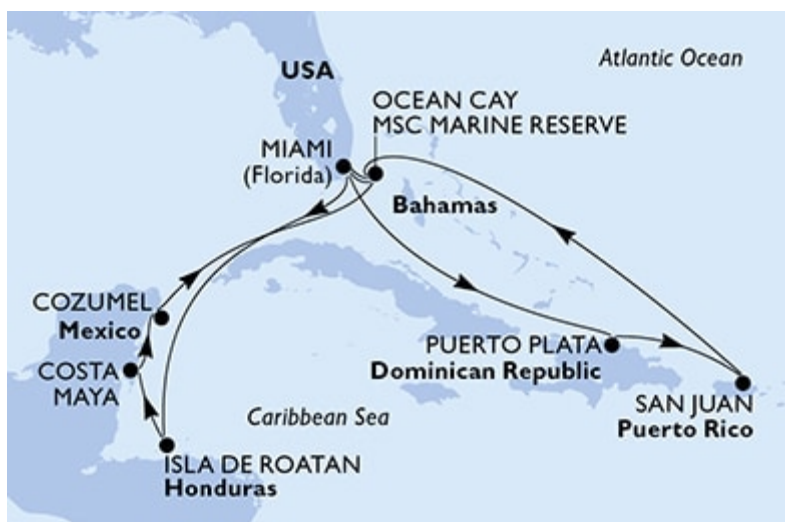 Atlantic Ocean
USA
OCEAN CAY
MSC MARINE RESERVE
MIAMI
(Florida)
Bahamas
COZUMEL
Mexico
COSTA
MAYA
PUERTO PLATA
Dominican Republic
SAN JUAN
Puerto Rico
Caribbean Sea
ISLA DE ROATAN
Honduras